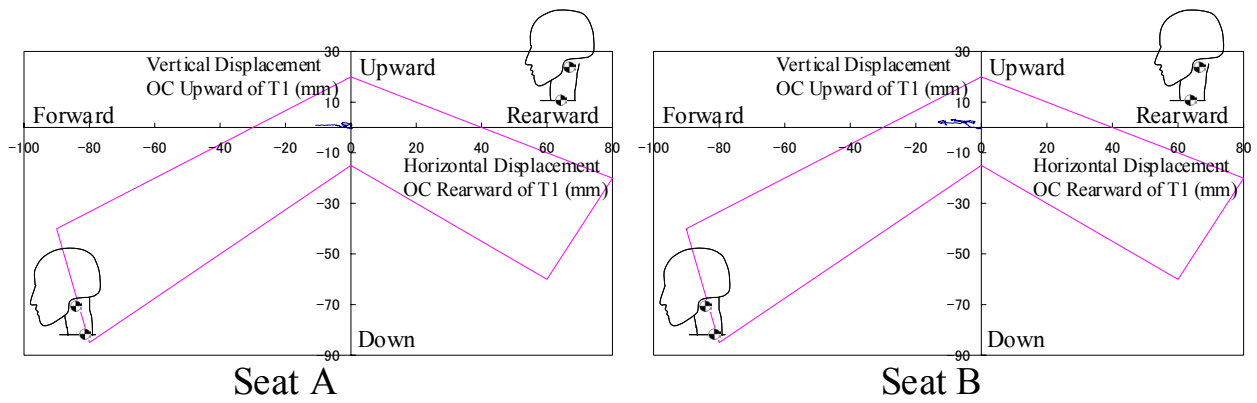 30
Vertical Displacement
OC Upward of T1 (mm)
Upward
10
Forward
Rearward
-100 -80 -60 -40 -20 0 20 40 60 80
-10
Horizontal Displacement
OC Rearward of T1 (mm)
-30
-50
-70
Down
-90
Seat A
30
Vertical Displacement
OC Upward of T1 (mm)
Upward
10
Forward
Rearward
-100 -80 -60 -40 -20 0 20 40 60 80
-10
Horizontal Displacement
OC Rearward of T1 (mm)
-30
-50
-70
Down
-90
Seat B